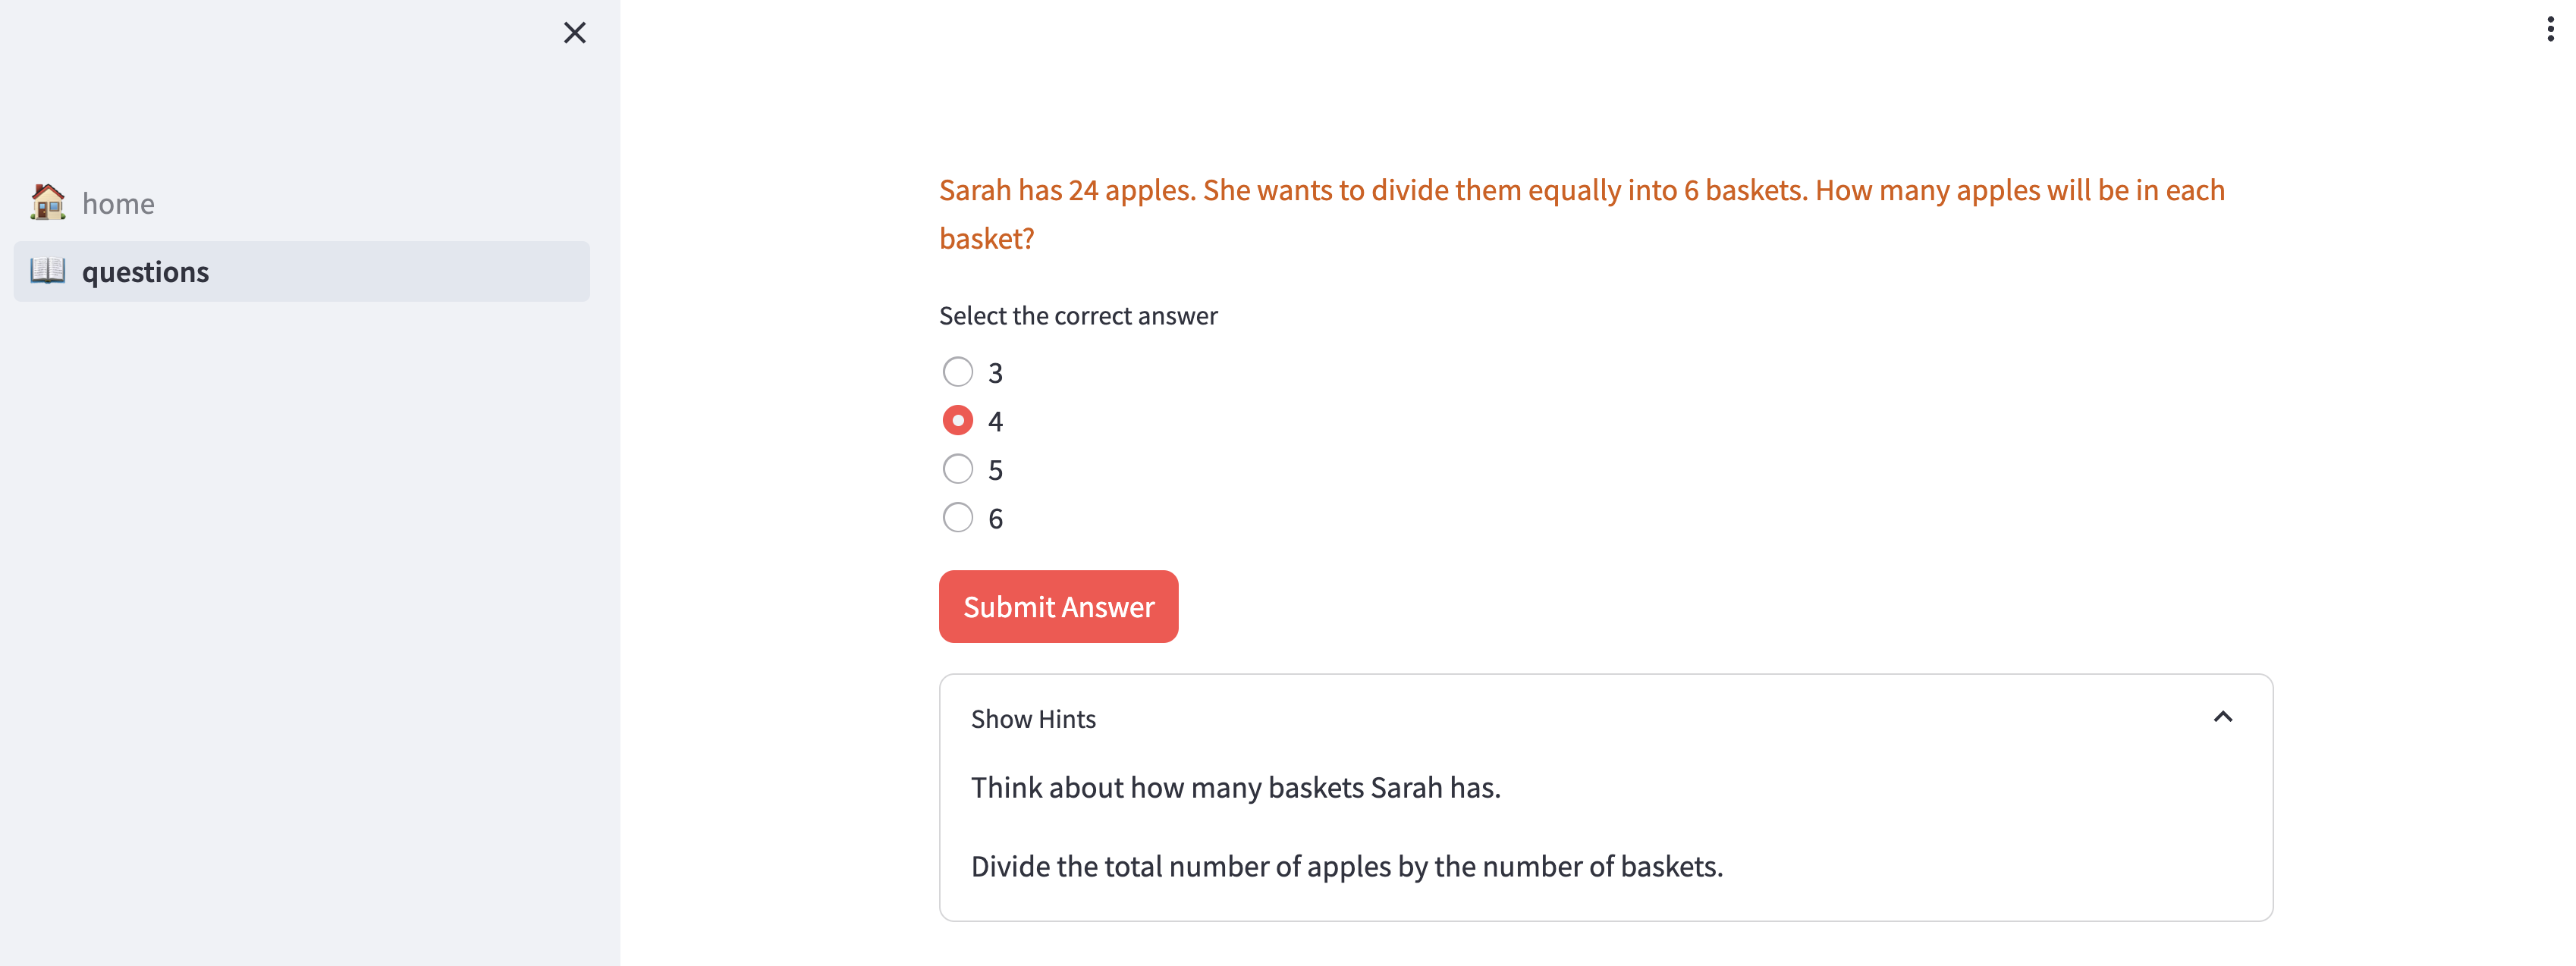 home
questions
Sarah has 24 apples. She wants to divide them equally into 6 baskets. How many apples will be in each
basket?
Select the correct answer
3
4
5
6
Submit Answer
Show Hints
Think about how many baskets Sarah has.
Divide the total number of apples by the number of baskets.